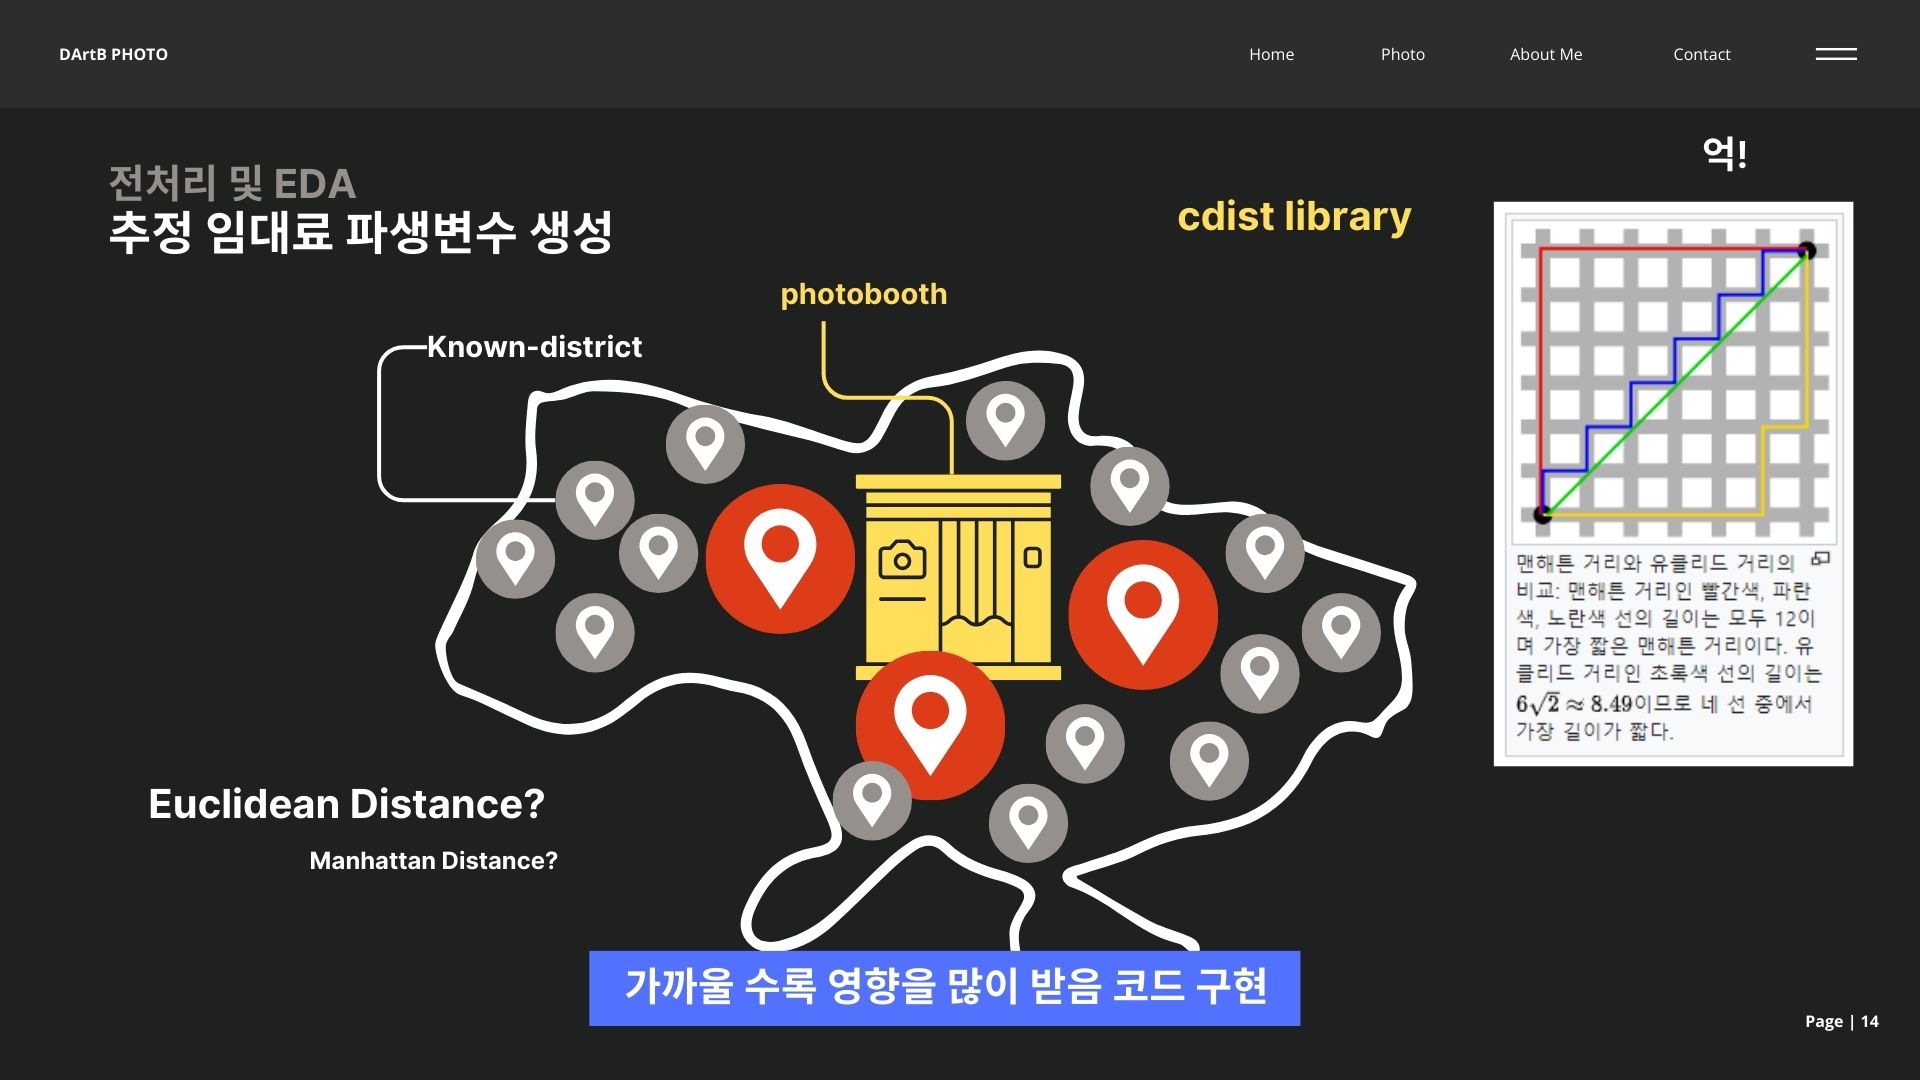 DArtB PHOTO
Home
Photo
About Me
Contact
전처리 및 EDA
추정 임대료 파생변수 생성
억!
cdist library
photobooth
Known-district
맨해튼 거리와 유클리드 거리의
비교: 맨해튼 거리인 빨간색, 파란
색, 노란색 선의 길이는 모두 12이
며 가장 짧은 맨해튼 거리이다. 유
클리드 거리인 초록색 선의 길이는
6√2 ≈ 8.49이므로 네 선 중에서
가장 길이가 짧다.
Euclidean Distance?
Manhattan Distance?
가까울 수록 영향을 많이 받음 코드 구현
Page | 14